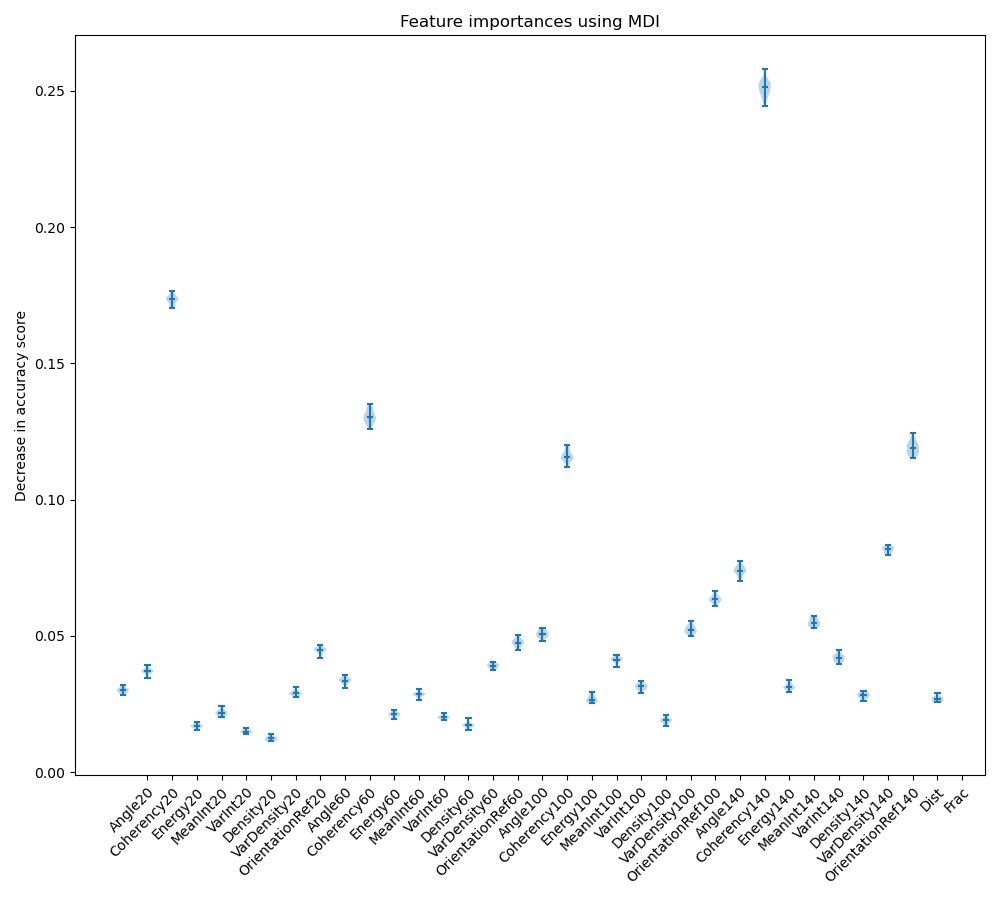 Feature importances using MDI
Decrease in accuracy score
0.25
0.20
0.15
0.10
0.05
0.00
Angle20
Coherency20
Energy20
MeanInt20
VarInt20
Density20
VarDensity20
OrientationRef20
Angle60
Coherency60
Energy60
MeanInt60
VarInt60
Density60
VarDensity60
OrientationRef60
Angle100
Coherency100
Energy100
MeanInt100
VarInt100
Density100
VarDensity100
OrientationRef100
Angle140
Coherency140
Energy140
MeanInt140
VarInt140
Density140
VarDensity140
OrientationRef140
Dist
Frac